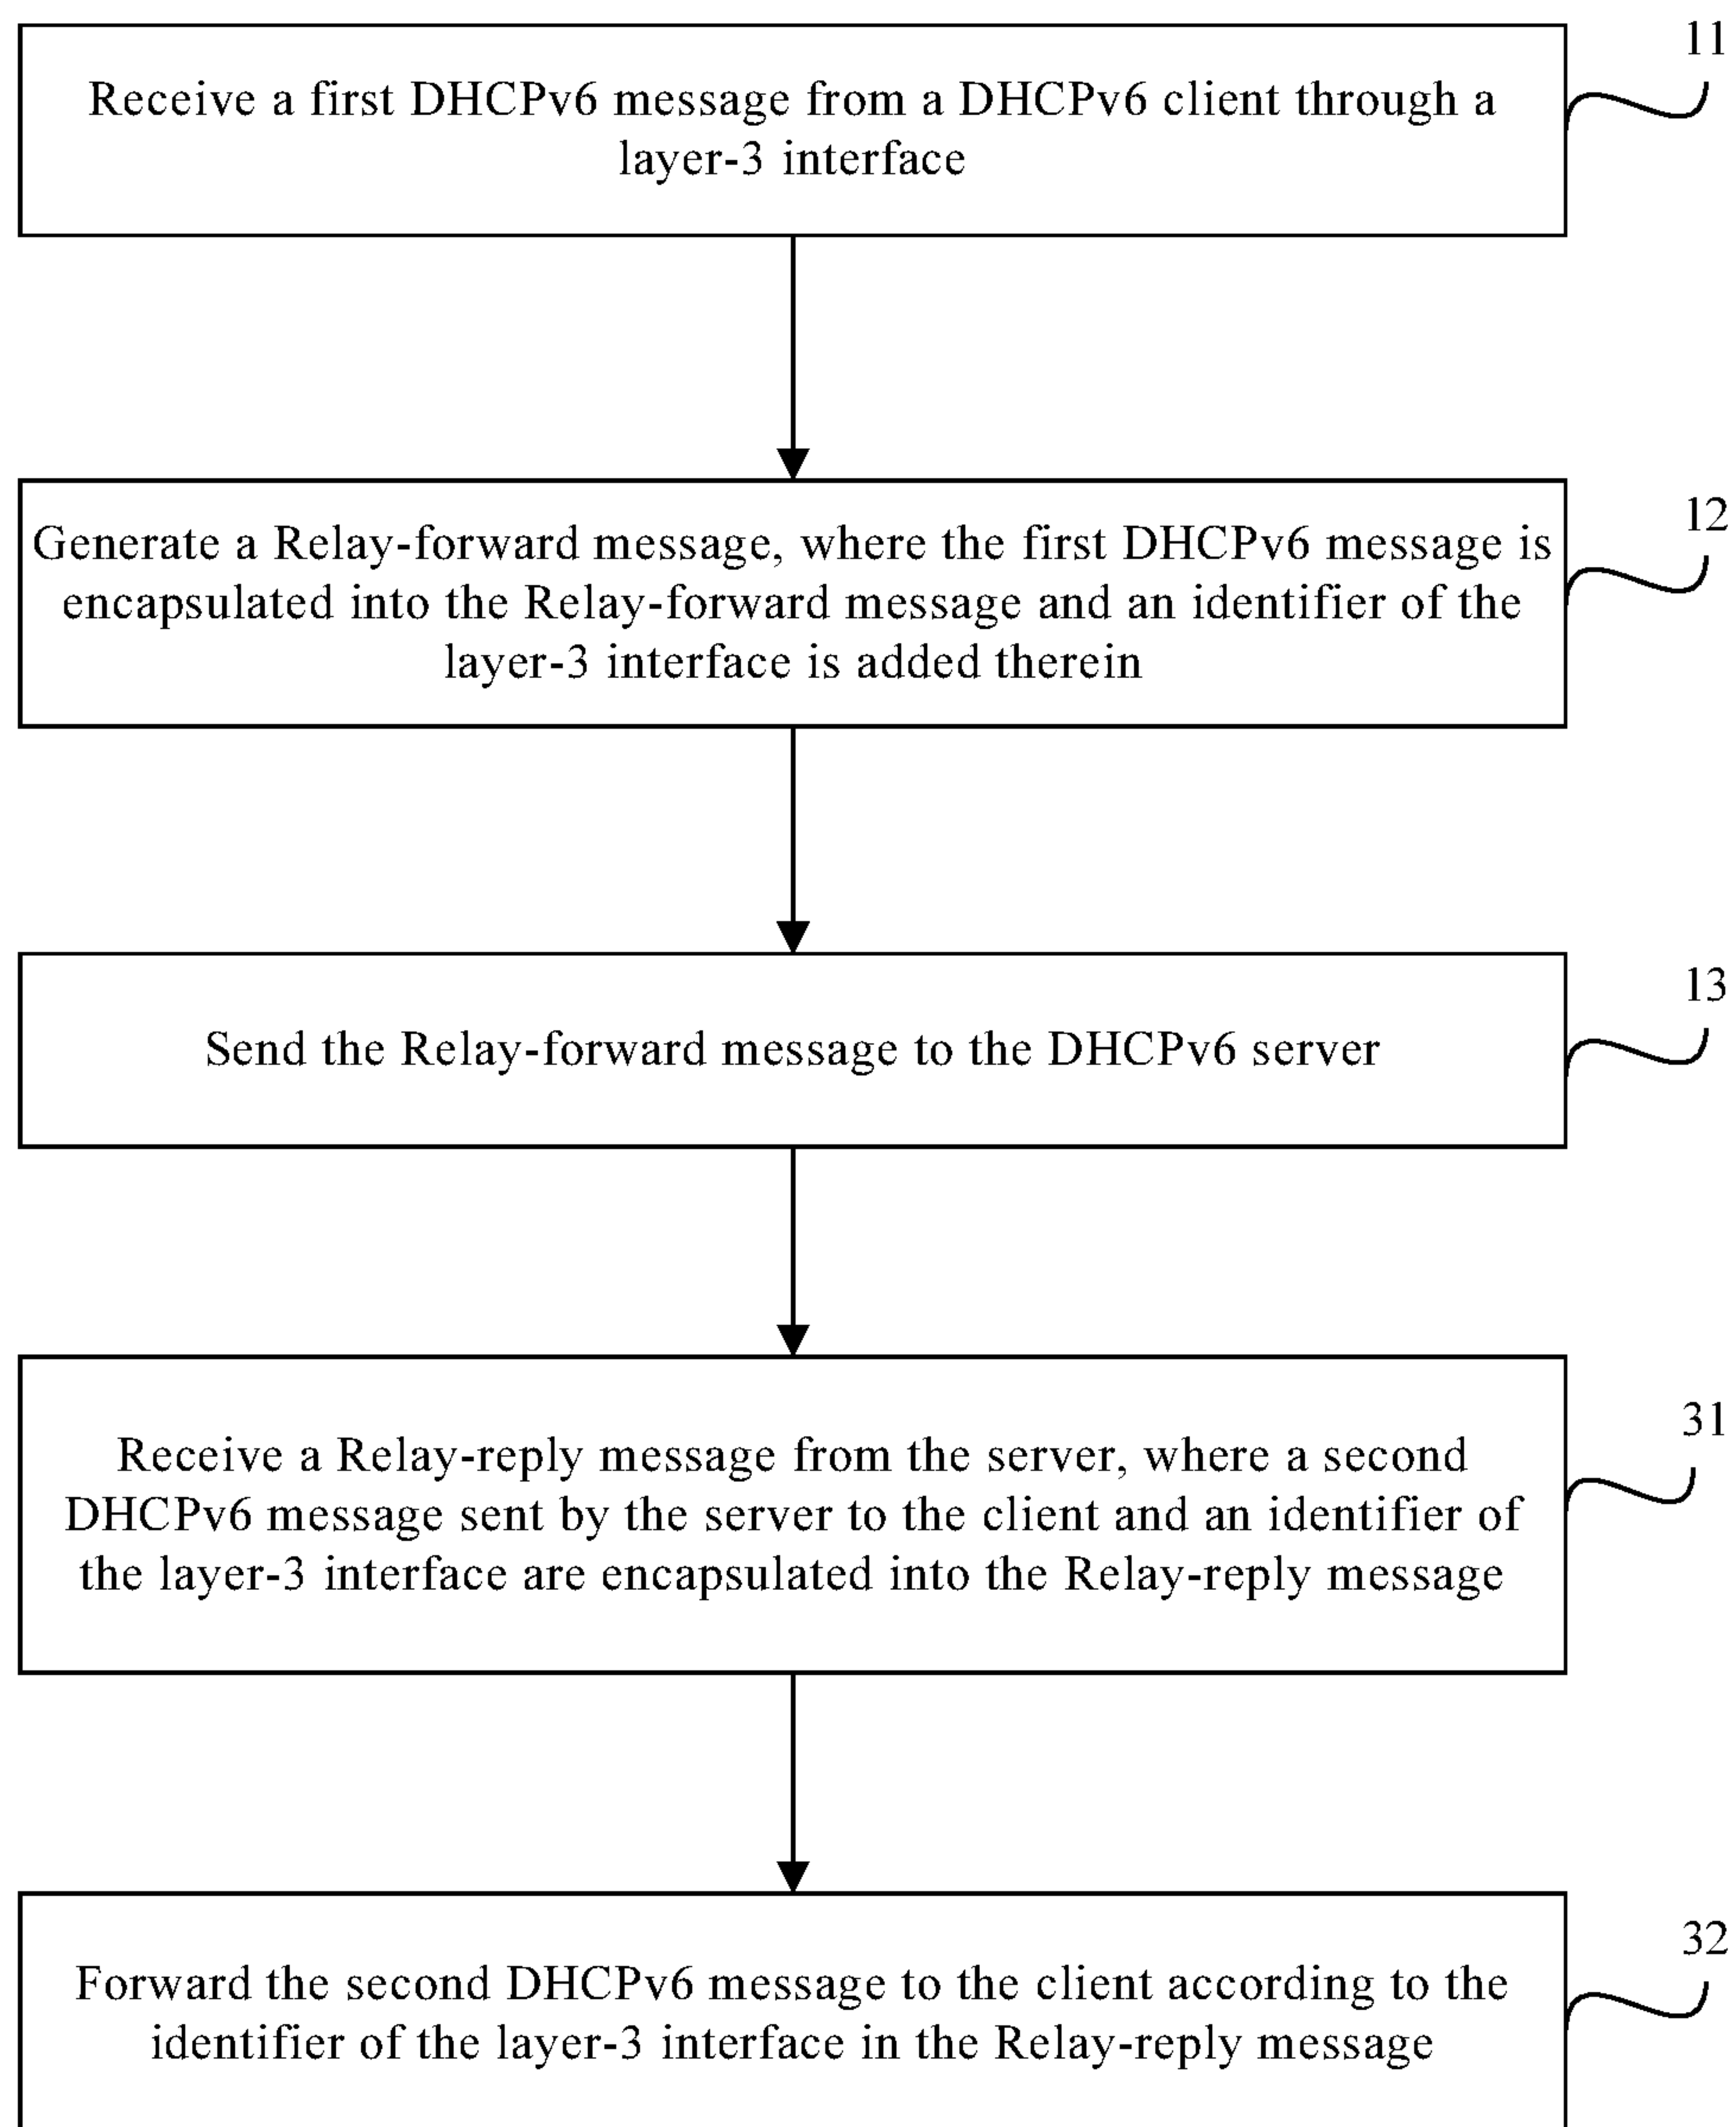 11
Receive a first DHCPv6 message from a DHCPv6 client through a
layer-3 interface
12
Generate a Relay-forward message, where the first DHCPv6 message is
encapsulated into the Relay-forward message and an identifier of the
layer-3 interface is added therein
13
Send the Relay-forward message to the DHCPv6 server
31
Receive a Relay-reply message from the server, where a second
DHCPv6 message sent by the server to the client and an identifier of
the layer-3 interface are encapsulated into the Relay-reply message
32
Forward the second DHCPv6 message to the client according to the
identifier of the layer-3 interface in the Relay-reply message